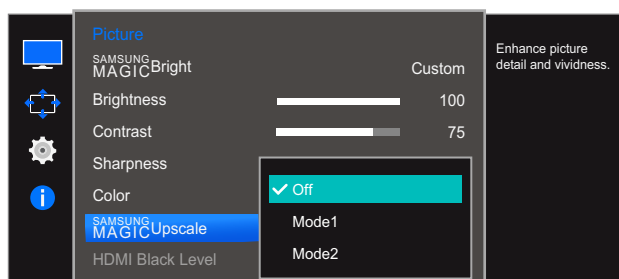 Picture
SAMSUNG
MAGICBright Custom
Brightness 100
Contrast 75
Sharpness
Color
SAMSUNG
MAGICUpscale
HDMI Black Level
Off
Mode1
Mode2
Enhance picture
detail and vividness.